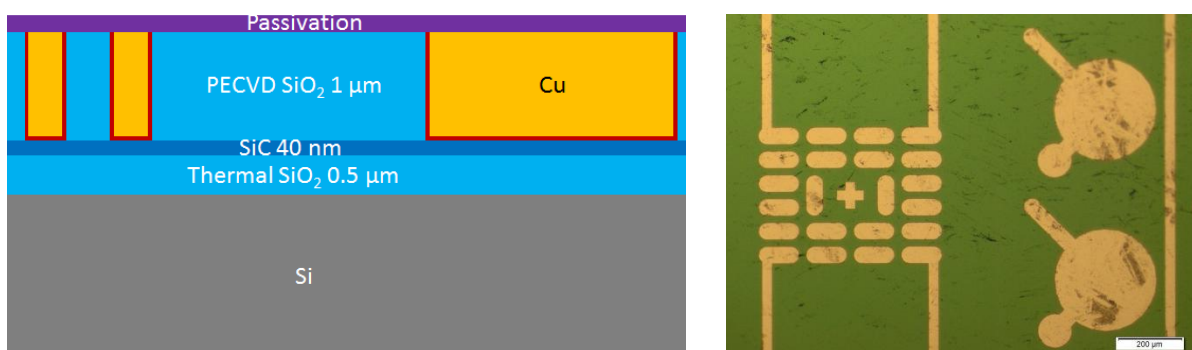 Passivation
PECVD SiO₂ 1 µm
Cu
SiC 40 nm
Thermal SiO₂ 0.5 µm
Si
200 µm